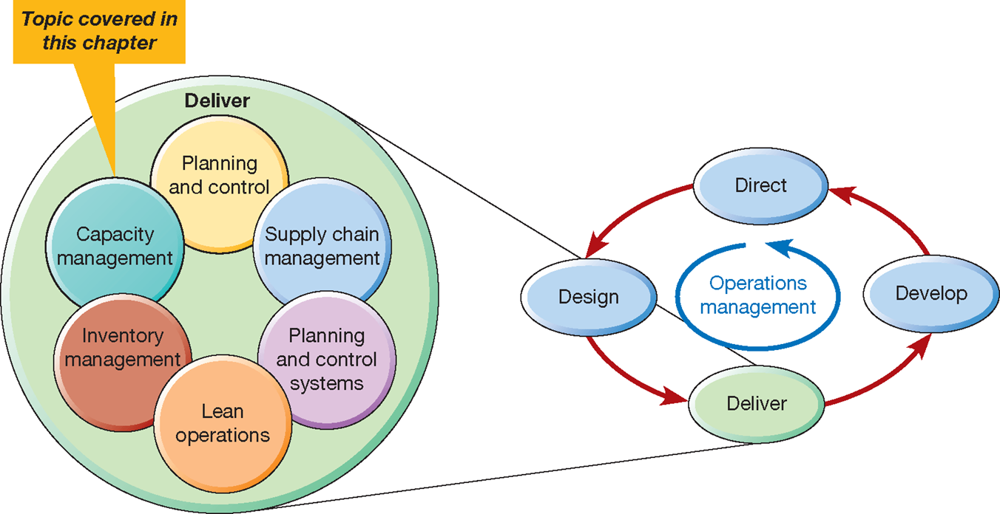 Topic covered in
this chapter
Deliver
Planning
and control
Capacity
management
Supply chain
management
Inventory
management
Planning
and control
systems
Lean
operations
Direct
Design
Operations
management
Develop
Deliver